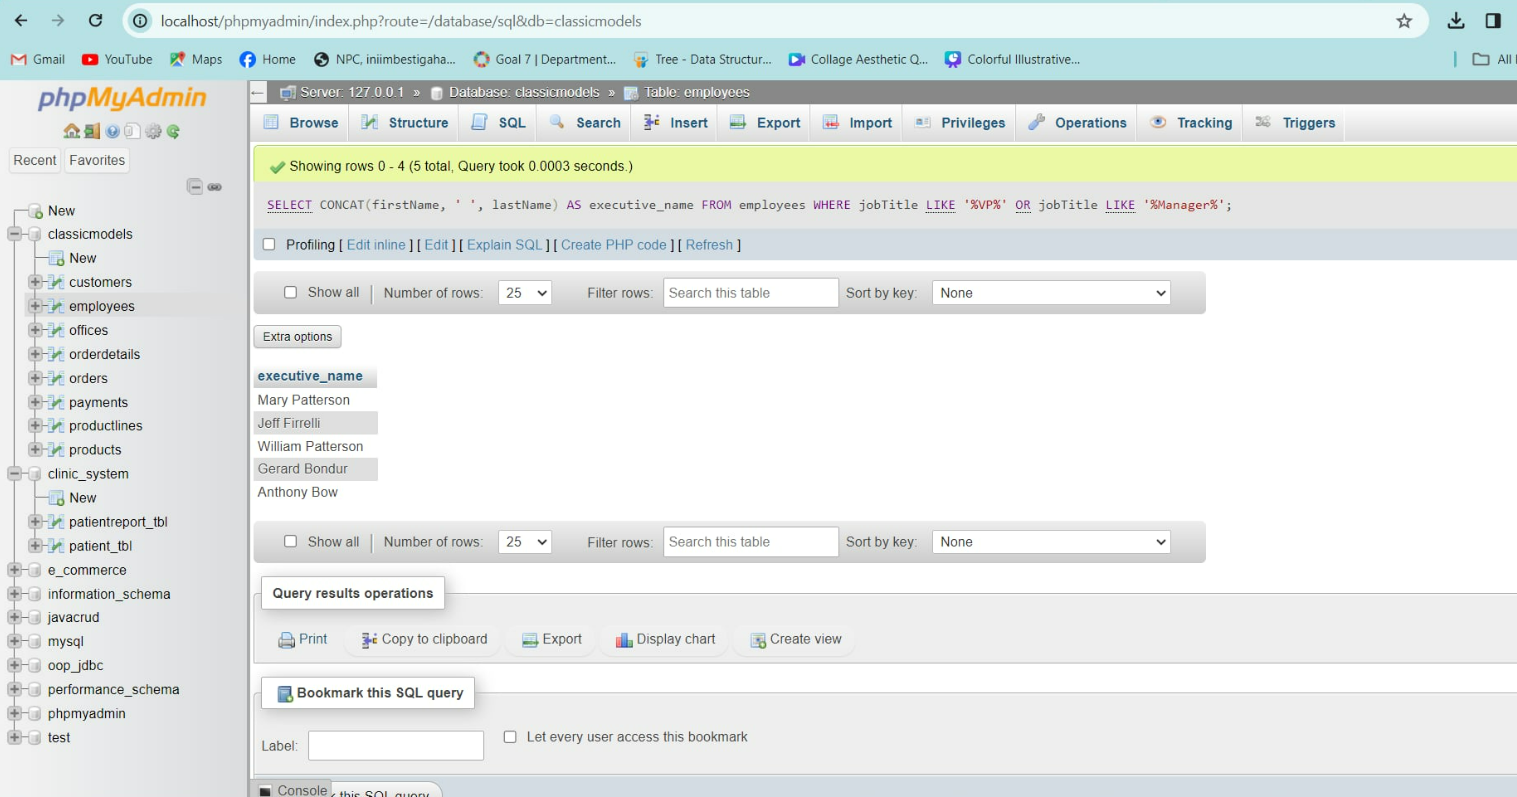 localhost/phpmyadmin/index.php?route=/database/sql&db=classicmodels
Gmail YouTube Maps Home NPC, iniimbestigaha... Goal 7 | Department... Tree - Data Structur... Collage Aesthetic Q... Colorful Illustrative... All
phpMyAdmin
Recent Favorites
New
classicmodels
New
customers
employees
offices
orderdetails
orders
payments
productlines
products
clinic_system
New
patientreport_tbl
patient_tbl
e_commerce
information_schema
javacrud
mysql
oop_jdbc
performance_schema
phpmyadmin
test
Server: 127.0.0.1 » Database: classicmodels » Table: employees
Browse Structure SQL Search Insert Export Import Privileges Operations Tracking Triggers
Showing rows 0 - 4 (5 total, Query took 0.0003 seconds.)
SELECT CONCAT(firstName, ' ', lastName) AS executive_name FROM employees WHERE jobTitle LIKE '%VP%' OR jobTitle LIKE '%Manager%';
Profiling [ Edit inline ] [ Edit ] [ Explain SQL ] [ Create PHP code ] [ Refresh ]
Show all Number of rows: 25 Filter rows: Search this table Sort by key: None
Extra options
executive_name
Mary Patterson
Jeff Firrelli
William Patterson
Gerard Bondur
Anthony Bow
Show all Number of rows: 25 Filter rows: Search this table Sort by key: None
Query results operations
Print Copy to clipboard Export Display chart Create view
Bookmark this SQL query
Label: Let every user access this bookmark
Console this SQL query